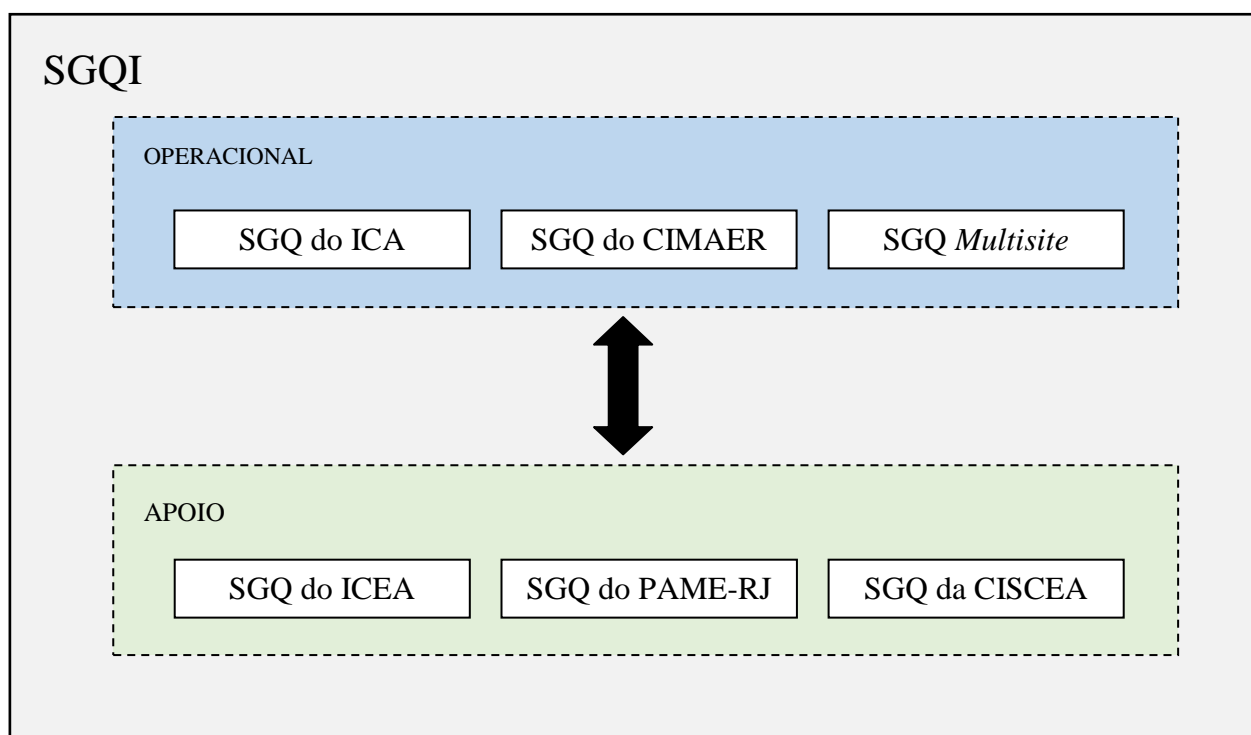 SGQI
OPERACIONAL
SGQ do ICA
SGQ do CIMAER
SGQ Multisite
APOIO
SGQ do ICEA
SGQ do PAME-RJ
SGQ da CISCEA